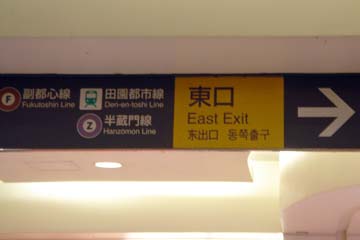 F 副都心線
Fukutoshin Line
田園都市線
Den-en-toshi Line
Z 半蔵門線
Hanzomon Line
東口
East Exit
东出口 동쪽출구